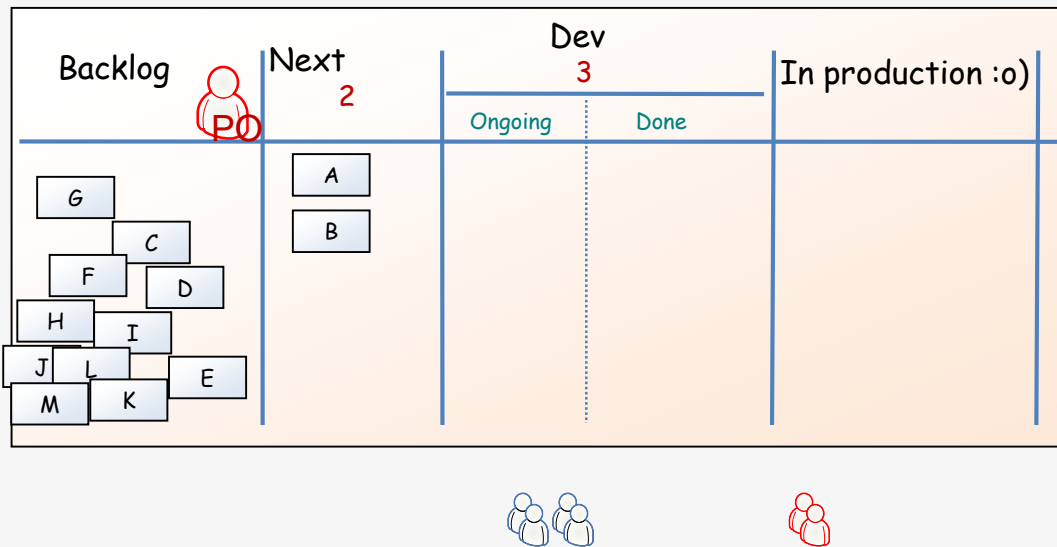 Backlog
PO
Next
2
Dev
3
Ongoing
Done
In production :o)
A
B
G
C
F
D
H
I
J
L
E
M
K